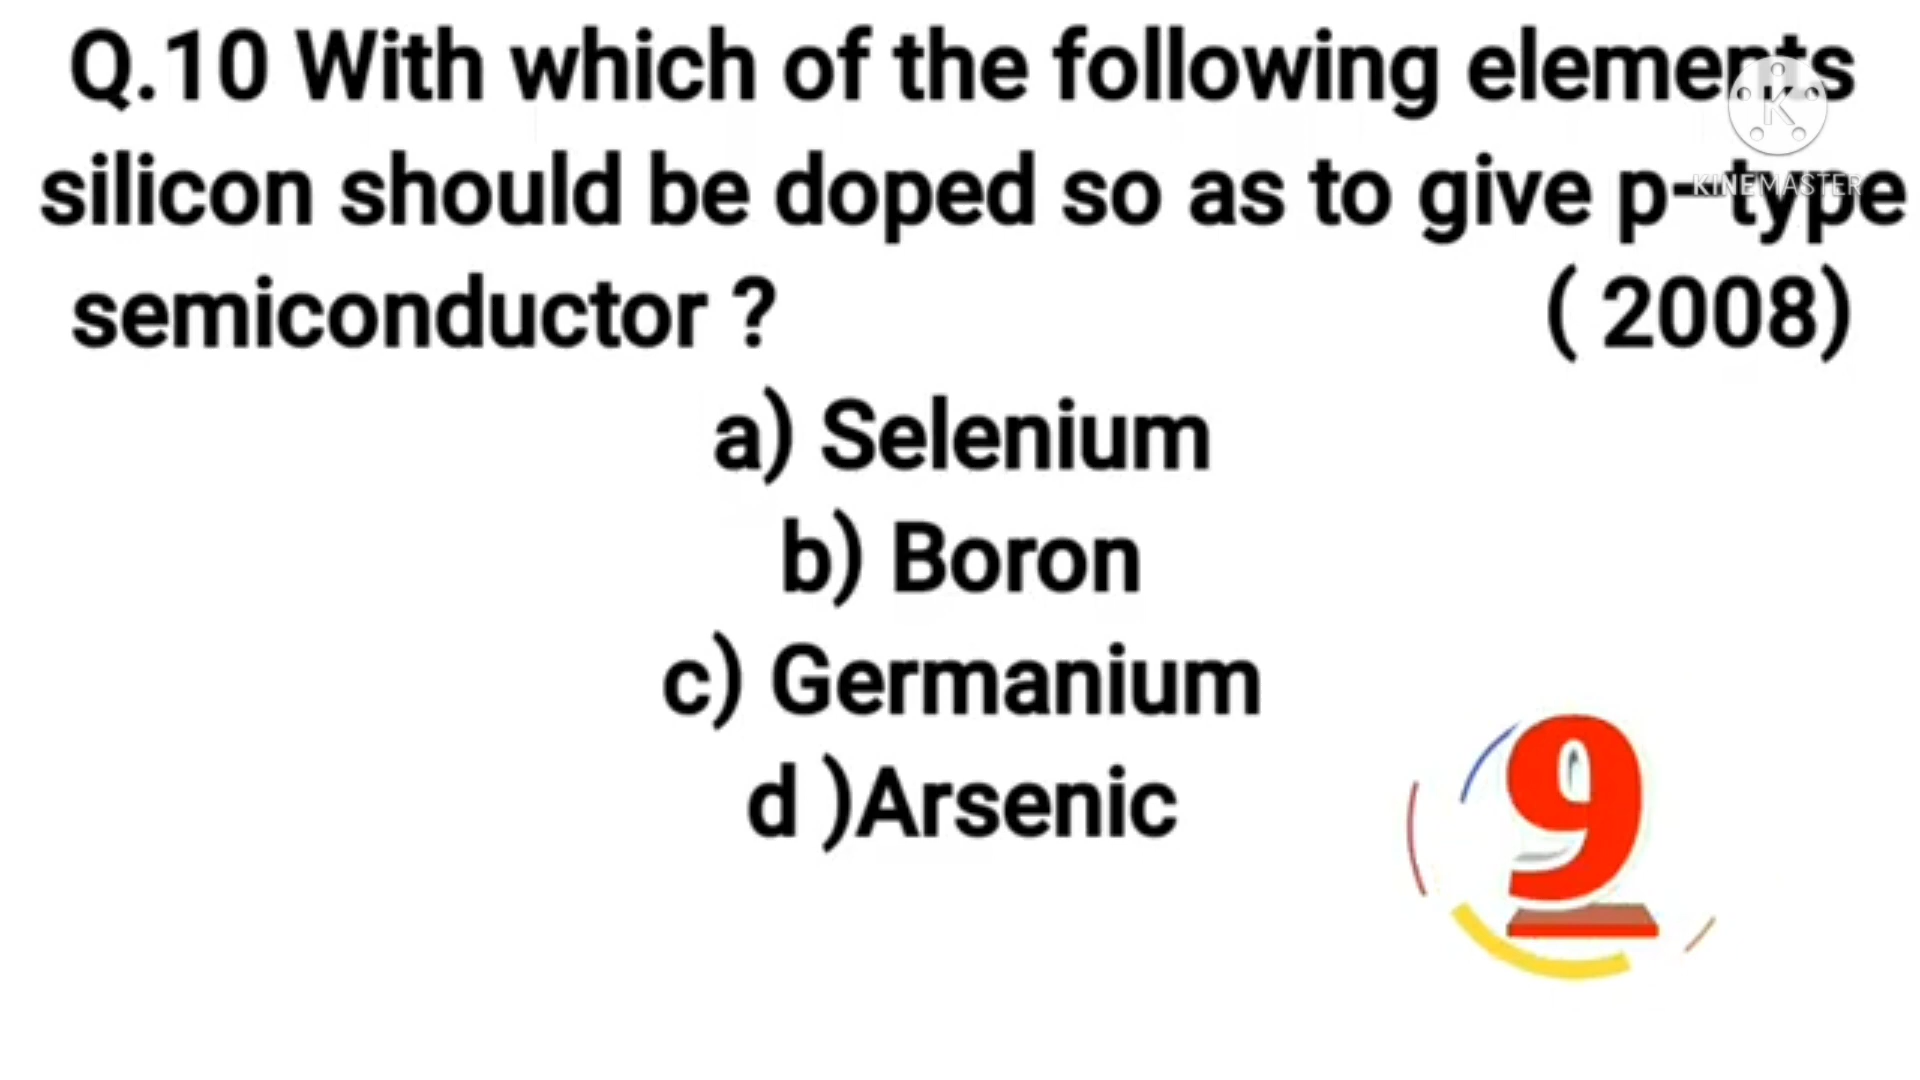 Q.10 With which of the following elements
silicon should be doped so as to give p-type
semiconductor ? ( 2008)
a) Selenium
b) Boron
c) Germanium
d )Arsenic
K
KINEMASTER
9